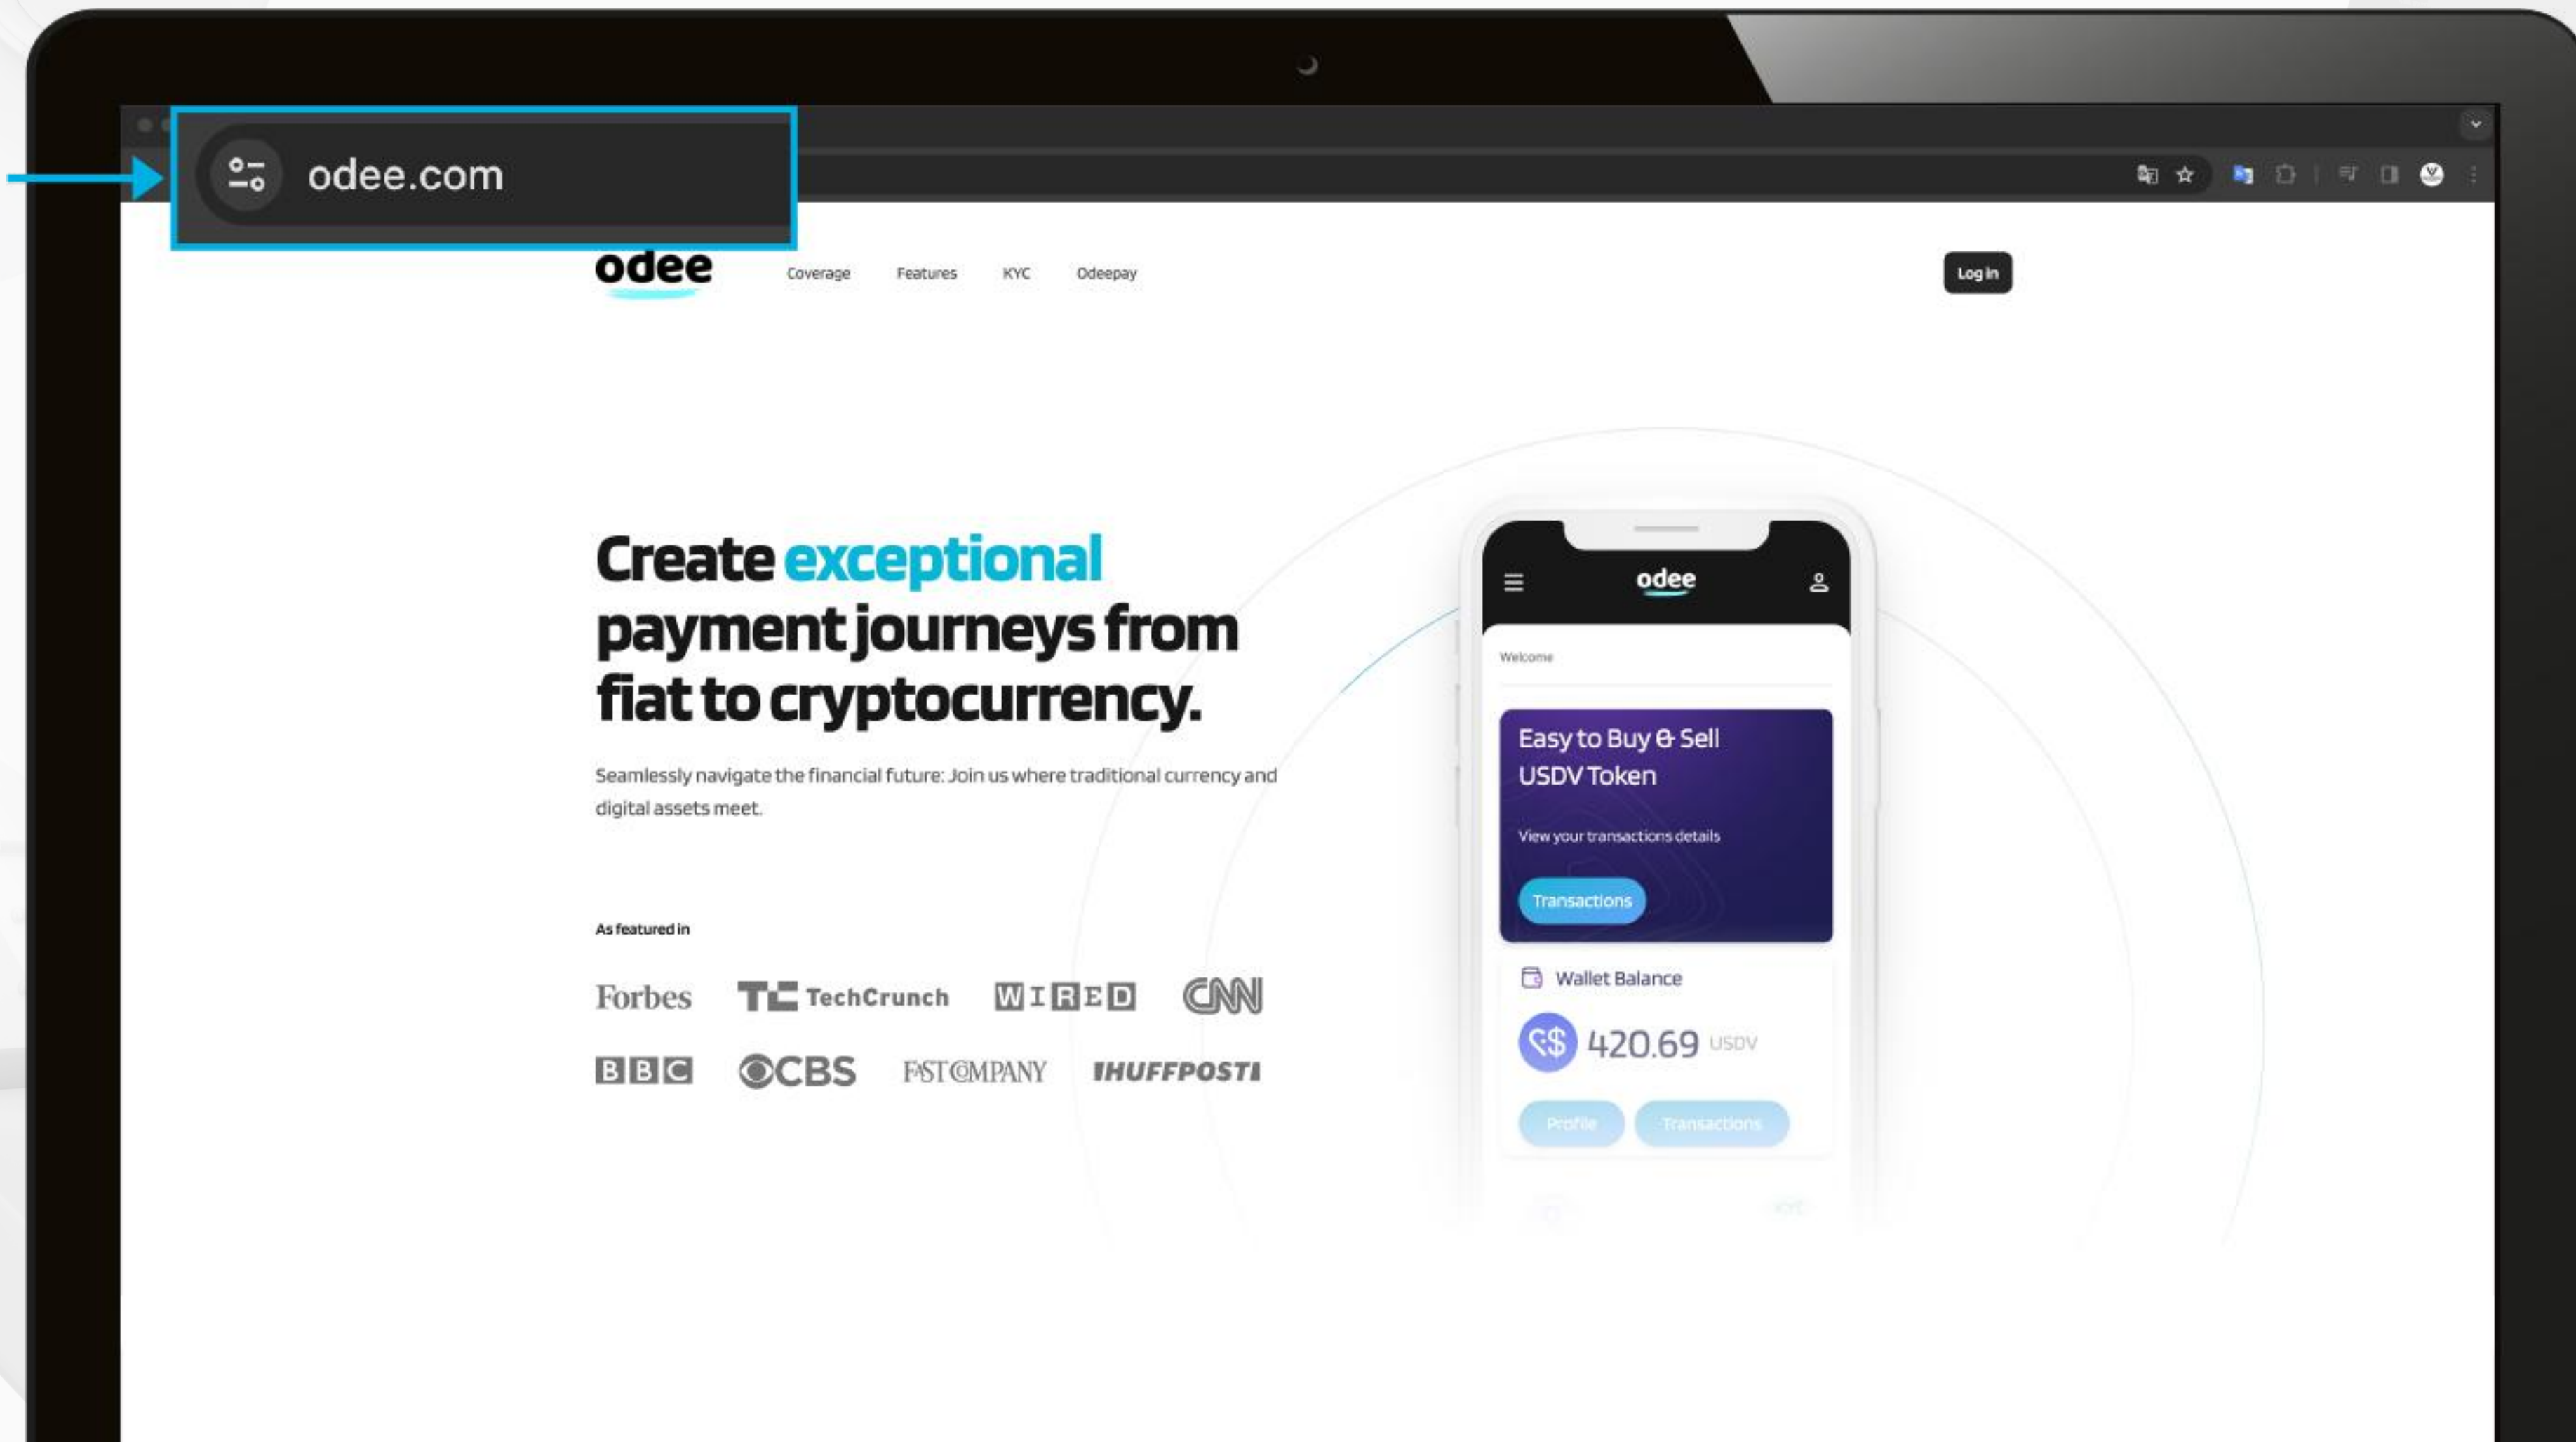 odee.com
odee
Coverage Features KYC Odeepay
Log in
Create exceptional
payment journeys from
fiat to cryptocurrency.
Seamlessly navigate the financial future: Join us where traditional currency and
digital assets meet.
As featured in
Forbes TC TechCrunch WIRED CNN
BBC CBS FAST COMPANY HUFFPOST
odee
Welcome
Easy to Buy & Sell
USDV Token
View your transactions details
Transactions
Wallet Balance
420.69 USDV
Profile Transactions
KYC